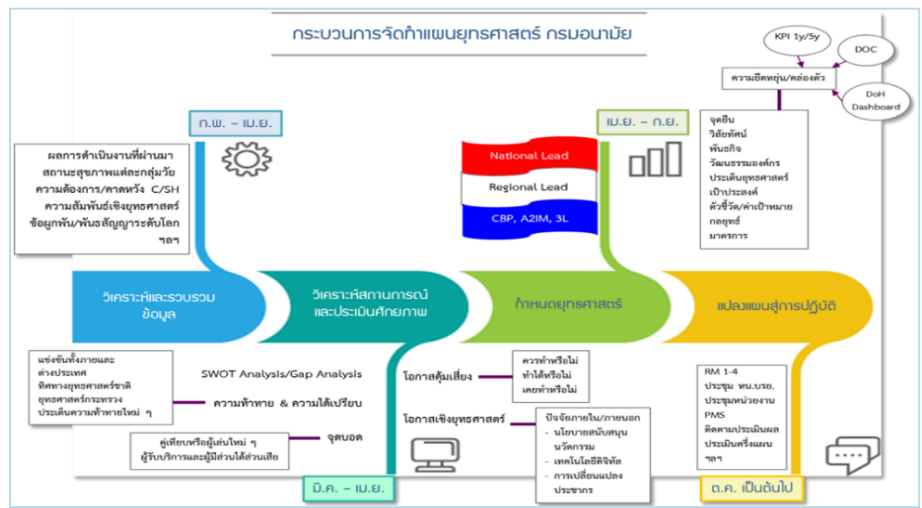 กระบวนการจัดทำแผนยุทธศาสตร์ กรมอนามัย
KPI 1y/5y
DOC
ความยืดหยุ่น/คล่องตัว
DoH
Dashboard
ก.พ. – เม.ย.
เม.ย. – ก.ย.
ผลการดำเนินงานที่ผ่านมา
สถานะสุขภาพแต่ละกลุ่มวัย
ความต้องการ/คาดหวัง C/SH
ความสัมพันธ์เชิงยุทธศาสตร์
ข้อผูกพัน/พันธสัญญาระดับโลก
ฯลฯ
National Lead
Regional Lead
CBP, A2IM, 3L
จุดยืน
วิสัยทัศน์
พันธกิจ
วัฒนธรรมองค์กร
ประเด็นยุทธศาสตร์
เป้าประสงค์
ตัวชี้วัด/ค่าเป้าหมาย
กลยุทธ์
มาตรการ
วิเคราะห์และรวบรวม
ข้อมูล
วิเคราะห์สถานการณ์
และประเมินศักยภาพ
กำหนดยุทธศาสตร์
แปลงแผนสู่การปฏิบัติ
แข่งขันทั้งภายและ
ต่างประเทศ
ทิศทางยุทธศาสตร์ชาติ
ยุทธศาสตร์กระทรวง
ประเด็นความท้าทายใหม่ ๆ
SWOT Analysis/Gap Analysis
ความท้าทาย & ความได้เปรียบ
จุดบอด
คู่เทียบหรือผู้เล่นใหม่ ๆ
ผู้รับบริการและผู้มีส่วนได้ส่วนเสีย
มี.ค. – เม.ย.
โอกาสคุ้มเสี่ยง
ควรทำหรือไม่
ทำได้หรือไม่
เคยทำหรือไม่
โอกาสเชิงยุทธศาสตร์
ปัจจัยภายใน/ภายนอก
- นโยบายสนับสนุน
นวัตกรรม
- เทคโนโลยีดิจิทัล
- การเปลี่ยนแปลง
ประชากร
RM 1-4
ประชุม หน.บรย.
ประชุมหน่วยงาน
PMS
ติดตามประเมินผล
ประเมินครึ่งแผน
ฯลฯ
ต.ค. เป็นต้นไป